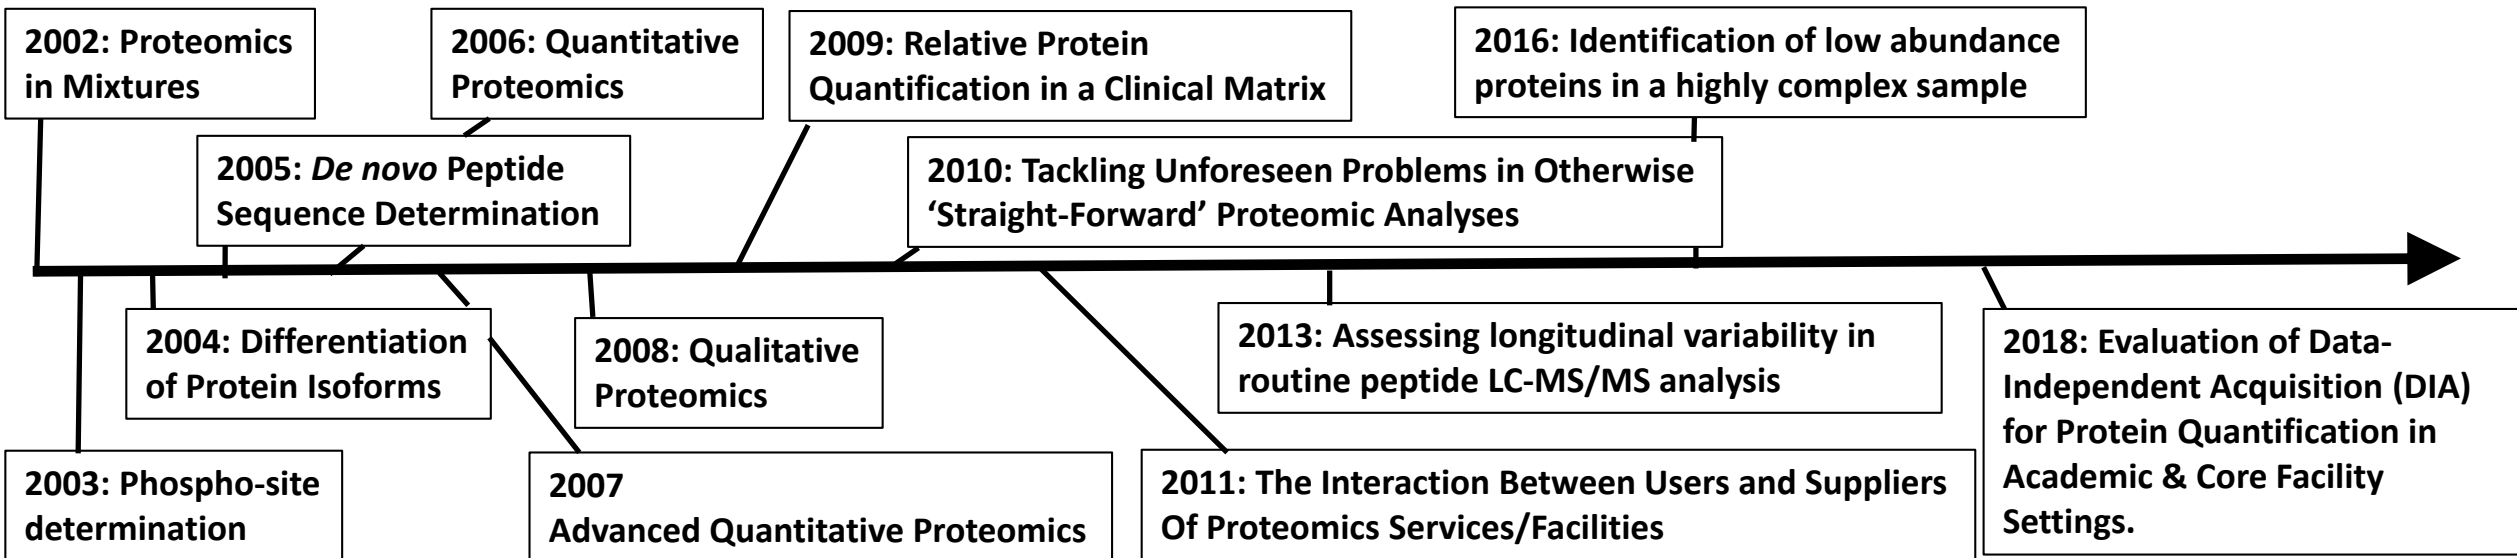 2002: Proteomics
in Mixtures
2003: Phospho-site
determination
2004: Differentiation
of Protein Isoforms
2005: De novo Peptide
Sequence Determination
2006: Quantitative
Proteomics
2007
Advanced Quantitative Proteomics
2008: Qualitative
Proteomics
2009: Relative Protein
Quantification in a Clinical Matrix
2010: Tackling Unforeseen Problems in Otherwise
‘Straight-Forward’ Proteomic Analyses
2011: The Interaction Between Users and Suppliers
Of Proteomics Services/Facilities
2013: Assessing longitudinal variability in
routine peptide LC-MS/MS analysis
2016: Identification of low abundance
proteins in a highly complex sample
2018: Evaluation of Data-
Independent Acquisition (DIA)
for Protein Quantification in
Academic & Core Facility
Settings.